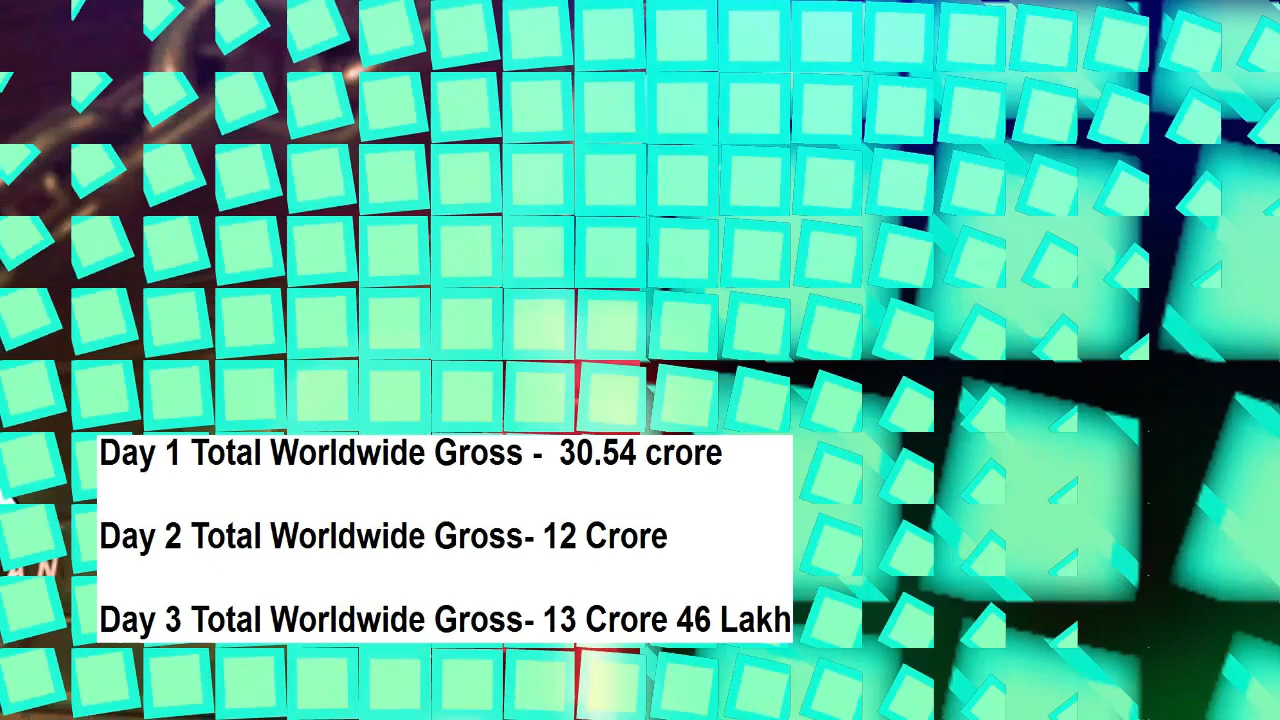 Day 1 Total Worldwide Gross -  30.54 crore
Day 2 Total Worldwide Gross- 12 Crore
Day 3 Total Worldwide Gross- 13 Crore 46 Lakh